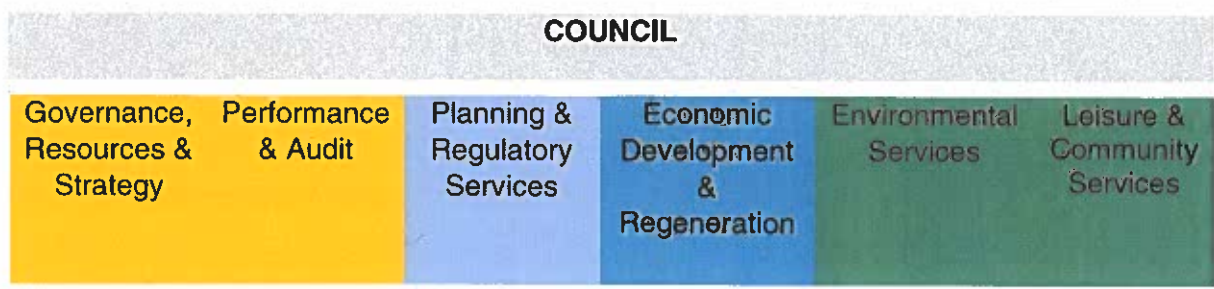 COUNCIL
Governance,
Resources &
Strategy
Performance
& Audit
Planning &
Regulatory
Services
Economic
Development
&
Regeneration
Environmental
Services
Leisure &
Community
Services